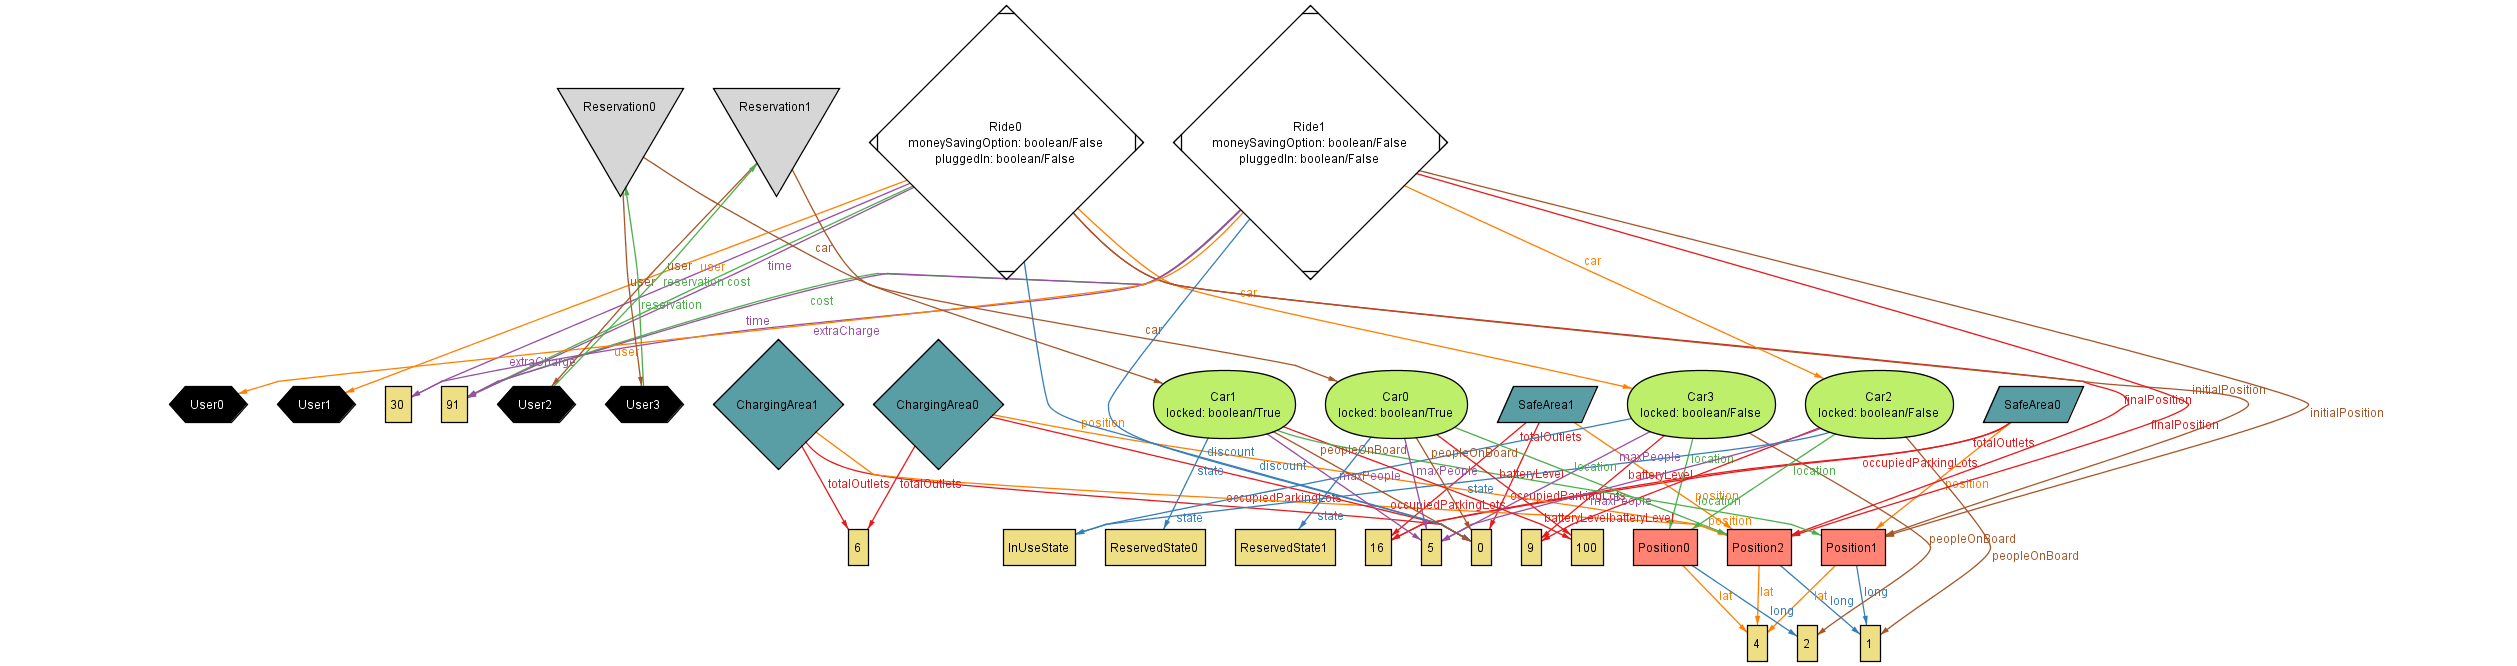 Reservation0
Reservation1
Ride0
moneySavingOption: boolean/False
pluggedIn: boolean/False
Ride1
moneySavingOption: boolean/False
pluggedIn: boolean/False
car
user
user
time
car
car
user
reservation
cost
initialPosition
reservation
cost
time
extraCharge
car
user
extraCharge
finalPosition
initialPosition
finalPosition
User0
User1
30
91
User2
User3
ChargingArea1
ChargingArea0
Car1
locked: boolean/True
Car0
locked: boolean/True
SafeArea1
Car3
locked: boolean/False
Car2
locked: boolean/False
SafeArea0
position
totalOutlets
totalOutlets
discount
peopleOnBoard
peopleOnBoard
maxPeople
location
occupiedParkingLots
discount
state
maxPeople
maxPeople
batteryLevel
location
batteryLevel
location
totalOutlets
totalOutlets
state
position
occupiedParkingLots
occupiedParkingLots
occupiedParkingLots
maxPeople
location
position
state
state
batteryLevel
batteryLevel
position
peopleOnBoard
peopleOnBoard
6
InUseState
ReservedState0
ReservedState1
16
5
0
9
100
Position0
Position2
Position1
lat
lat
lat
long
long
long
4
2
1